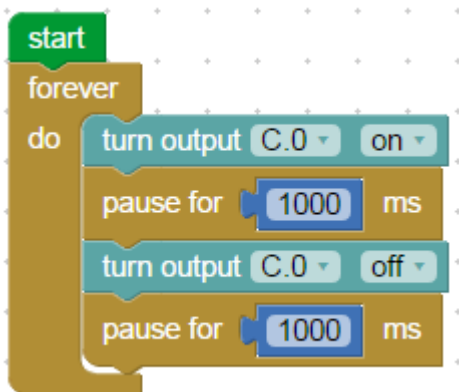 start
forever
do turn output C.0 on
pause for 1000 ms
turn output C.0 off
pause for 1000 ms